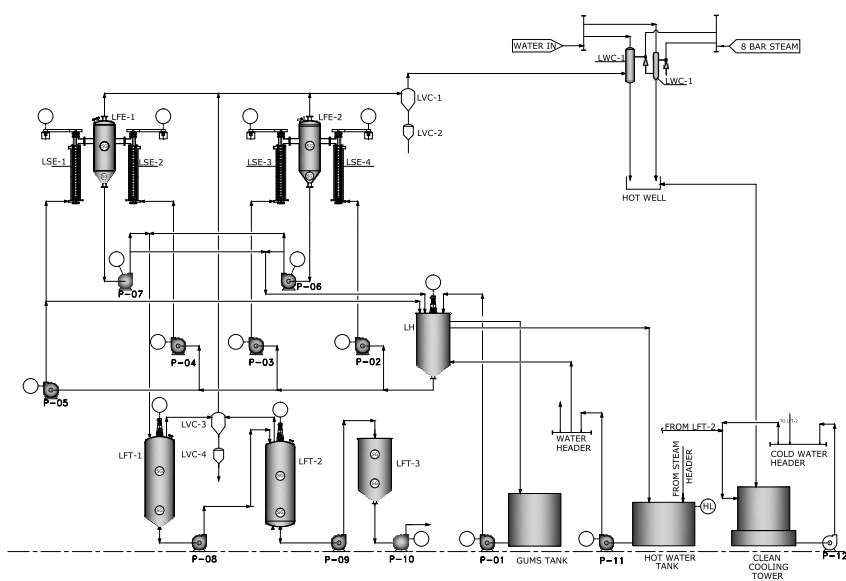 WATER IN
LWC-1
8 BAR STEAM
LWC-1
LVC-1
LVC-2
LFE-1
LFE-2
LSE-1
LSE-2
LSE-3
LSE-4
HOT WELL
P-07
P-06
LH
P-04
P-03
P-02
P-05
LVC-3
LVC-4
LFT-1
LFT-2
LFT-3
WATER
HEADER
FROM LFT-2
FROM STEAM
HEADER
TO LFT-2
COLD WATER
HEADER
HL
P-08
P-09
P-10
P-01
GUMS TANK
P-11
HOT WATER
TANK
CLEAN
COOLING
TOWER
P-12